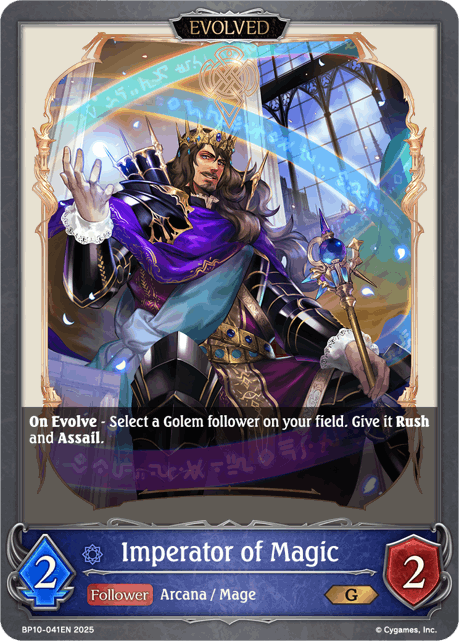 EVOLVED
On Evolve - Select a Golem follower on your field. Give it Rush
and Assail.
Imperator of Magic
2
Follower
Arcana / Mage
G
2
BP10-041EN 2025
© Cygames, Inc.